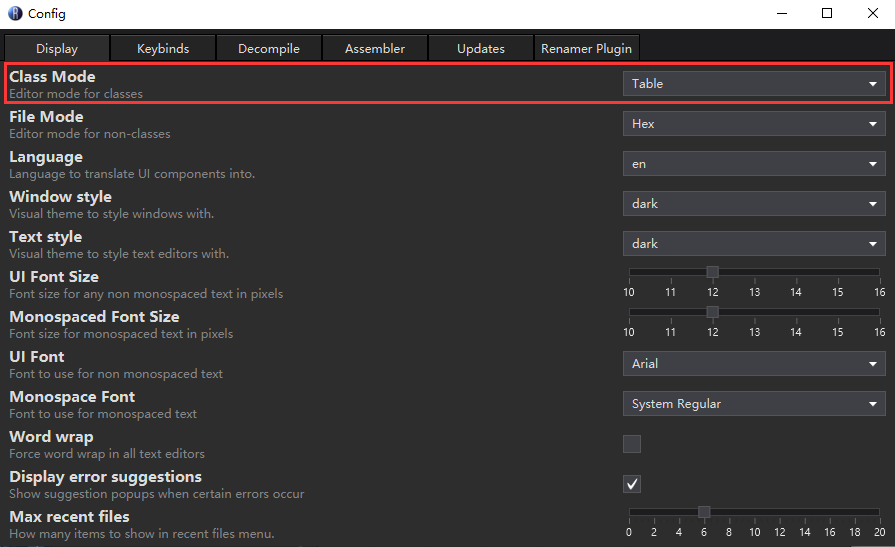 Config
Display Keybinds Decompile Assembler Updates Renamer Plugin
Class Mode
Editor mode for classes
Table
File Mode
Editor mode for non-classes
Hex
Language
Language to translate UI components into.
en
Window style
Visual theme to style windows with.
dark
Text style
Visual theme to style text editors with.
dark
UI Font Size
Font size for any non monospaced text in pixels
10 11 12 13 14 15 16
Monospaced Font Size
Font size for monospaced text in pixels
10 11 12 13 14 15 16
UI Font
Font to use for non monospaced text
Arial
Monospace Font
Font to use for monospaced text
System Regular
Word wrap
Force word wrap in all text editors
Display error suggestions
Show suggestion popups when certain errors occur
Max recent files
How many items to show in recent files menu.
0 2 4 6 8 10 12 14 16 18 20